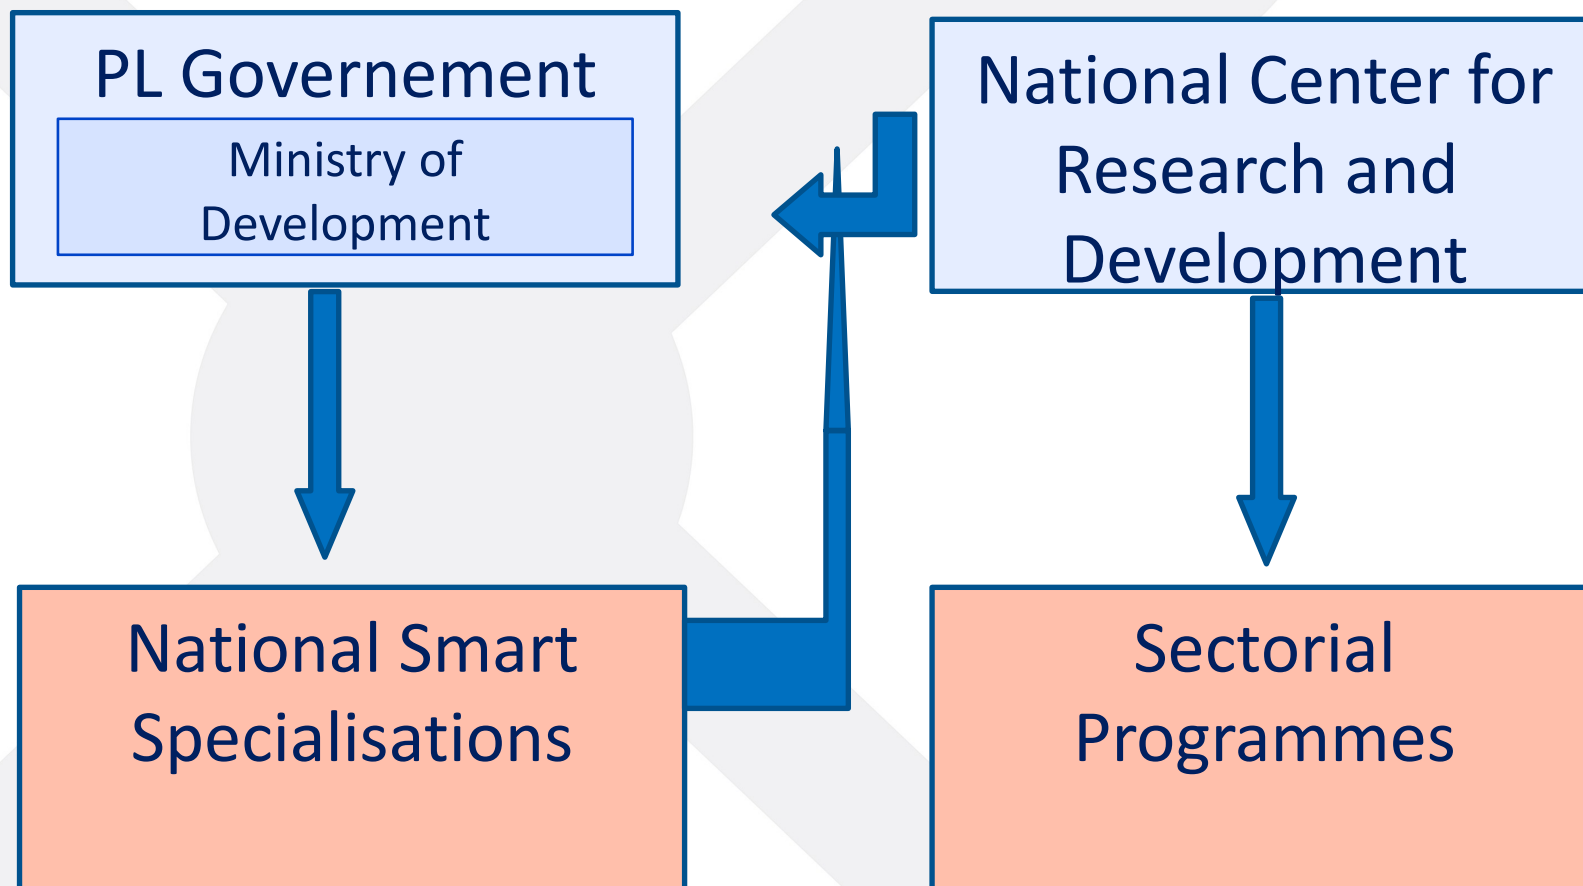 PL Governement
Ministry of
Development
National Center for
Research and
Development
National Smart
Specialisations
Sectorial
Programmes